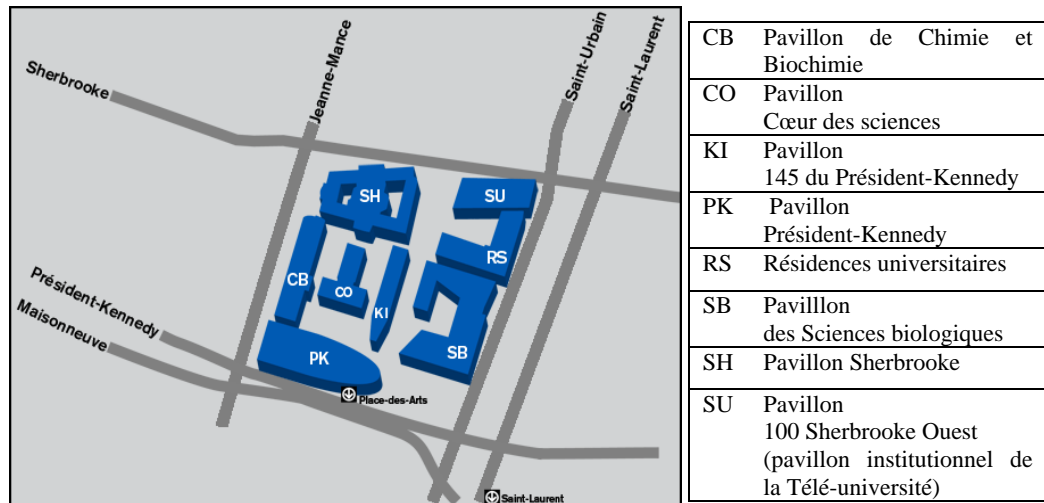 Sherbrooke
Jeanne-Mance
Saint-Urbain
Saint-Laurent
SH
SU
CB
CO
KI
RS
Président-Kennedy
Maisonneuve
PK
SB
Place-des-Arts
Saint-Laurent
CB Pavillon de Chimie et
Biochimie
CO Pavillon
Cœur des sciences
KI Pavillon
145 du Président-Kennedy
PK Pavillon
Président-Kennedy
RS Résidences universitaires
SB Pavilllon
des Sciences biologiques
SH Pavillon Sherbrooke
SU Pavillon
100 Sherbrooke Ouest
(pavillon institutionnel de
la Télé-université)